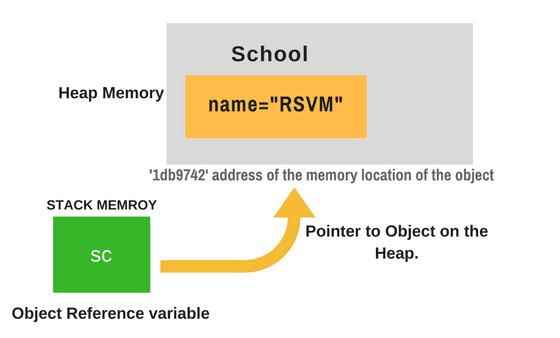 School
Heap Memory
name="RSVM"
'1db9742' address of the memory location of the object
STACK MEMROY
sc
Pointer to Object on the
Heap.
Object Reference variable